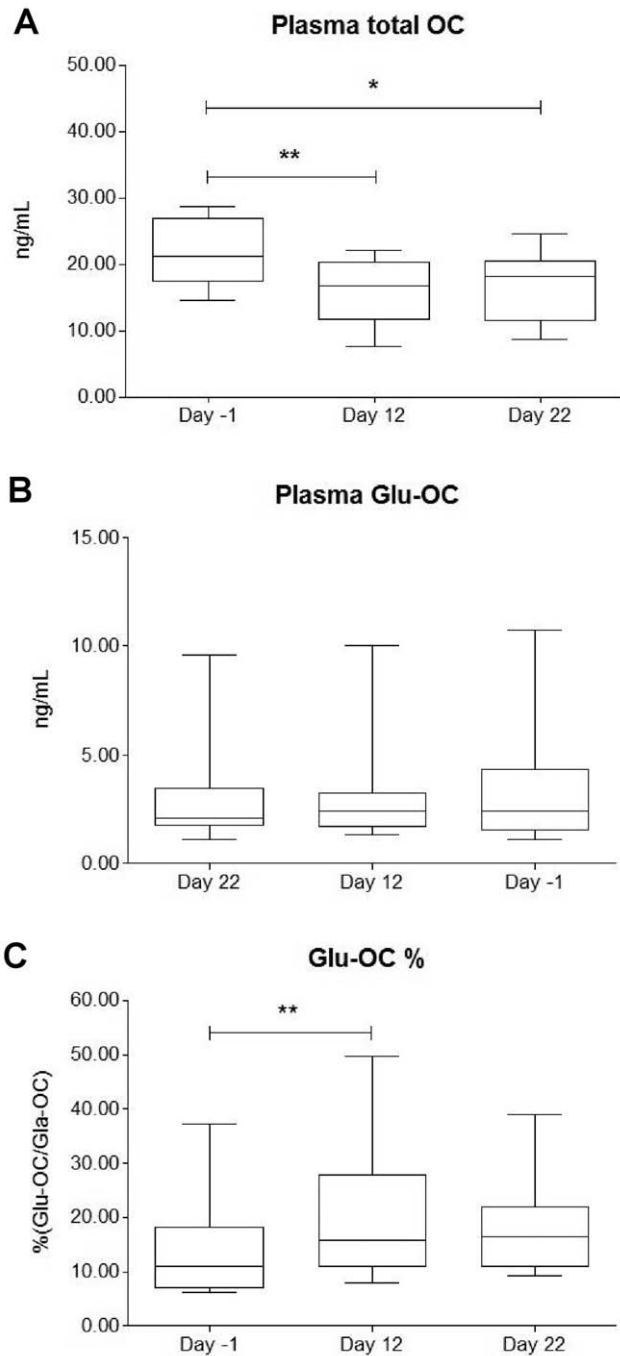 A
Plasma total OC
50.00
*
40.00
**
30.00
ng/mL
20.00
10.00
0.00
Day -1 Day 12 Day 22
B
Plasma Glu-OC
15.00
10.00
ng/mL
5.00
0.00
Day 22 Day 12 Day -1
C
Glu-OC %
60.00
**
50.00
40.00
%(Glu-OC/Gla-OC)
30.00
20.00
10.00
0.00
Day -1 Day 12 Day 22